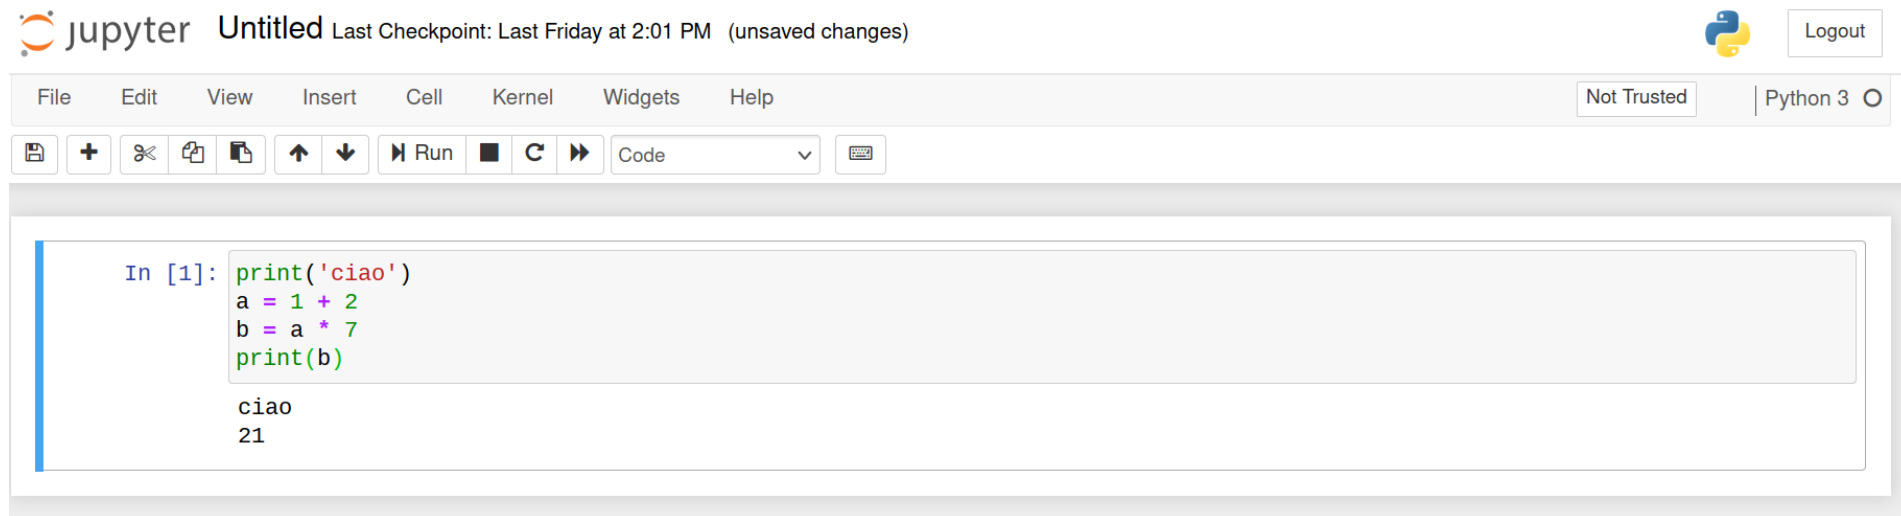 jupyter Untitled Last Checkpoint: Last Friday at 2:01 PM (unsaved changes) Logout
File Edit View Insert Cell Kernel Widgets Help Not Trusted Python 3
Run Code
In [1]: print('ciao')
a = 1 + 2
b = a * 7
print(b)
ciao
21